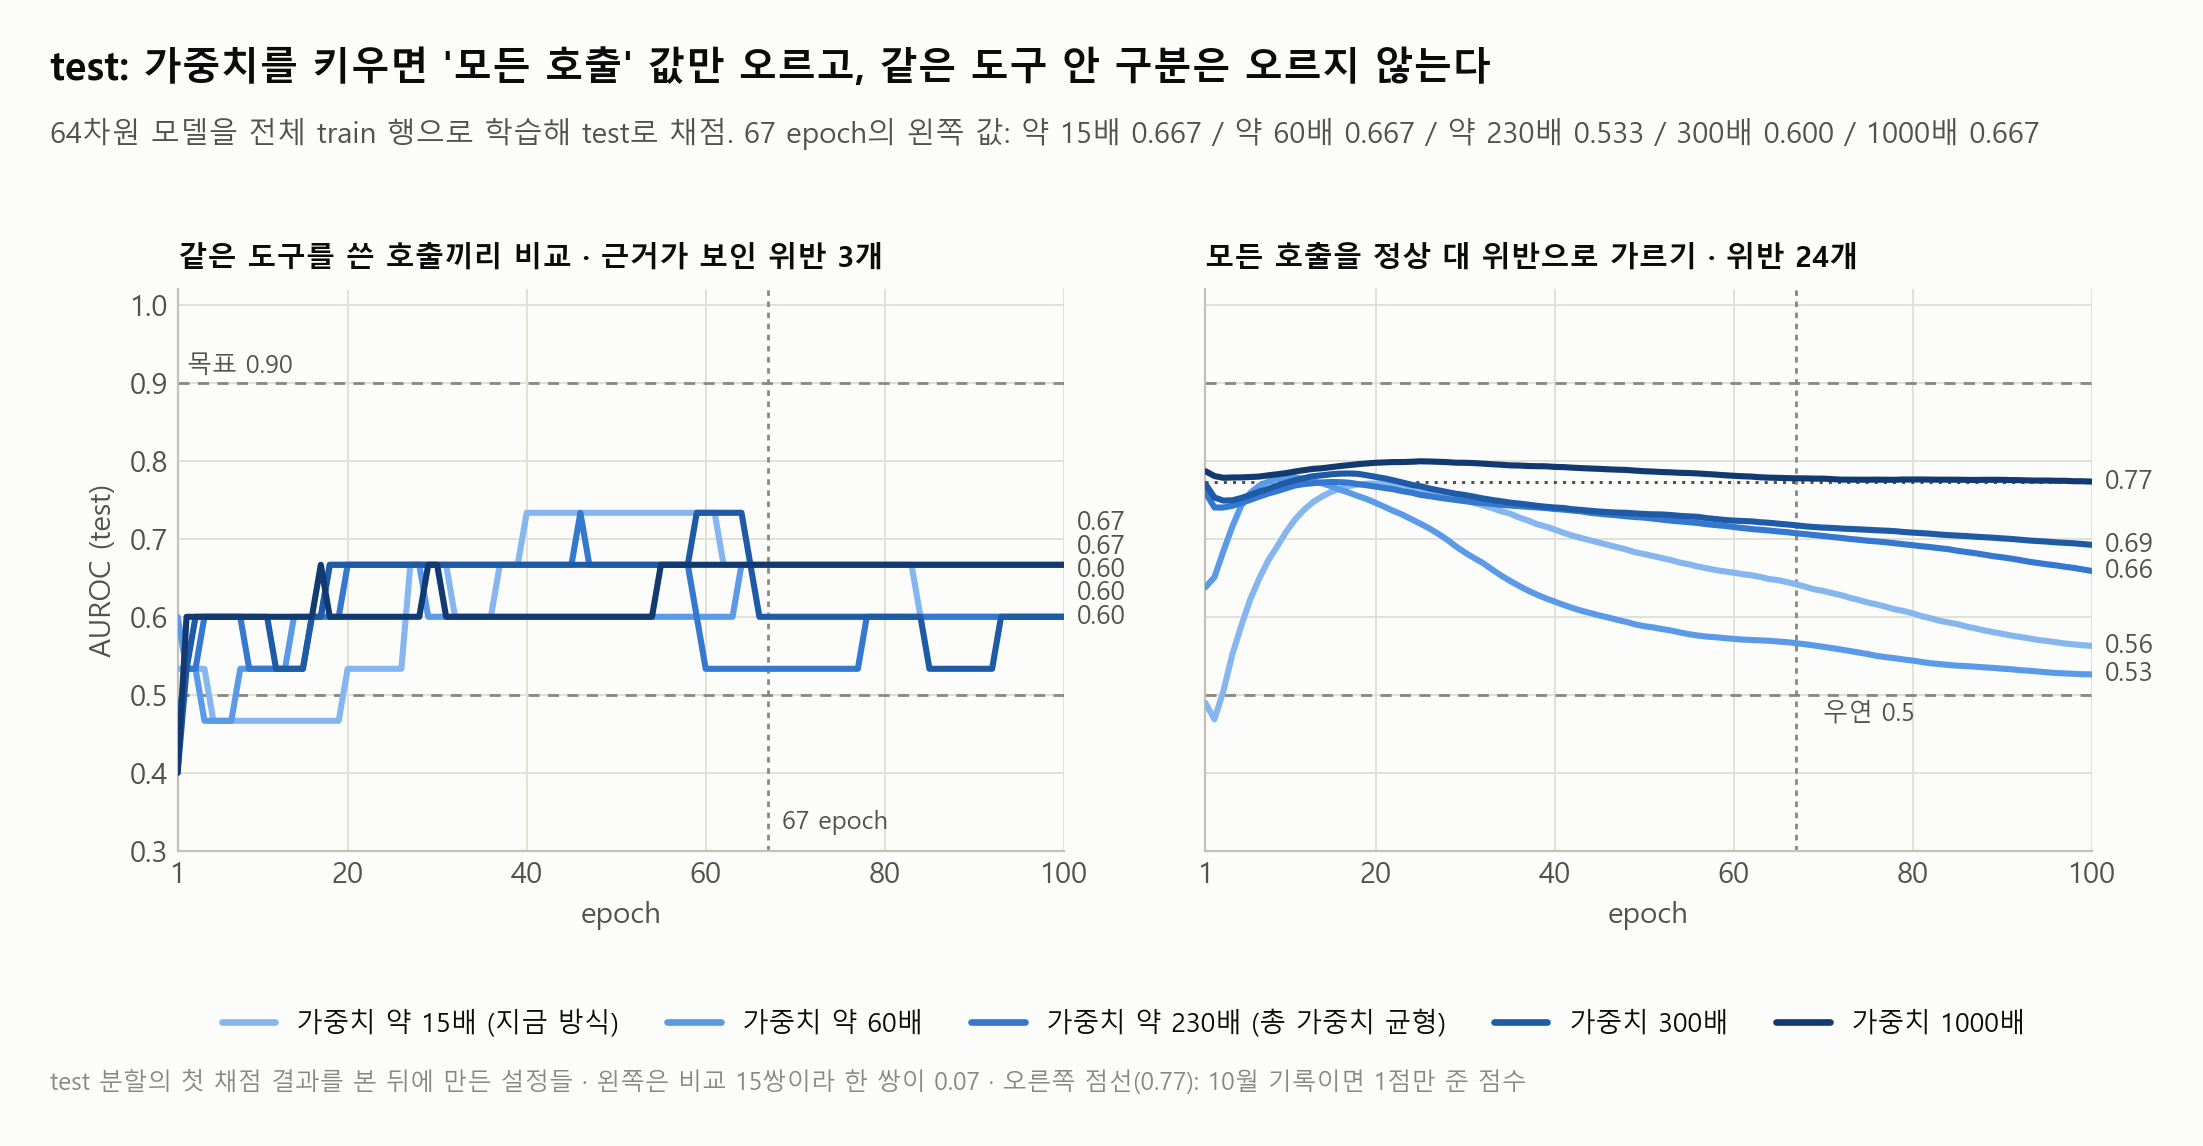 test: 가중치를 키우면 '모든 호출' 값만 오르고, 같은 도구 안 구분은 오르지 않는다
64차원 모델을 전체 train 행으로 학습해 test로 채점. 67 epoch의 왼쪽 값: 약 15배 0.667 / 약 60배 0.667 / 약 230배 0.533 / 300배 0.600 / 1000배 0.667
같은 도구를 쓴 호출끼리 비교 · 근거가 보인 위반 3개
1.0
0.9
0.8
0.7
0.6
0.5
0.4
0.3
AUROC (test)
목표 0.90
67 epoch
0.67
0.67
0.60
0.60
0.60
1
20
40
60
80
100
epoch
모든 호출을 정상 대 위반으로 가르기 · 위반 24개
0.77
0.69
0.66
0.56
0.53
우연 0.5
1
20
40
60
80
100
epoch
가중치 약 15배 (지금 방식)
가중치 약 60배
가중치 약 230배 (총 가중치 균형)
가중치 300배
가중치 1000배
test 분할의 첫 채점 결과를 본 뒤에 만든 설정들 · 왼쪽은 비교 15쌍이라 한 쌍이 0.07 · 오른쪽 점선(0.77): 10월 기록이면 1점만 준 점수